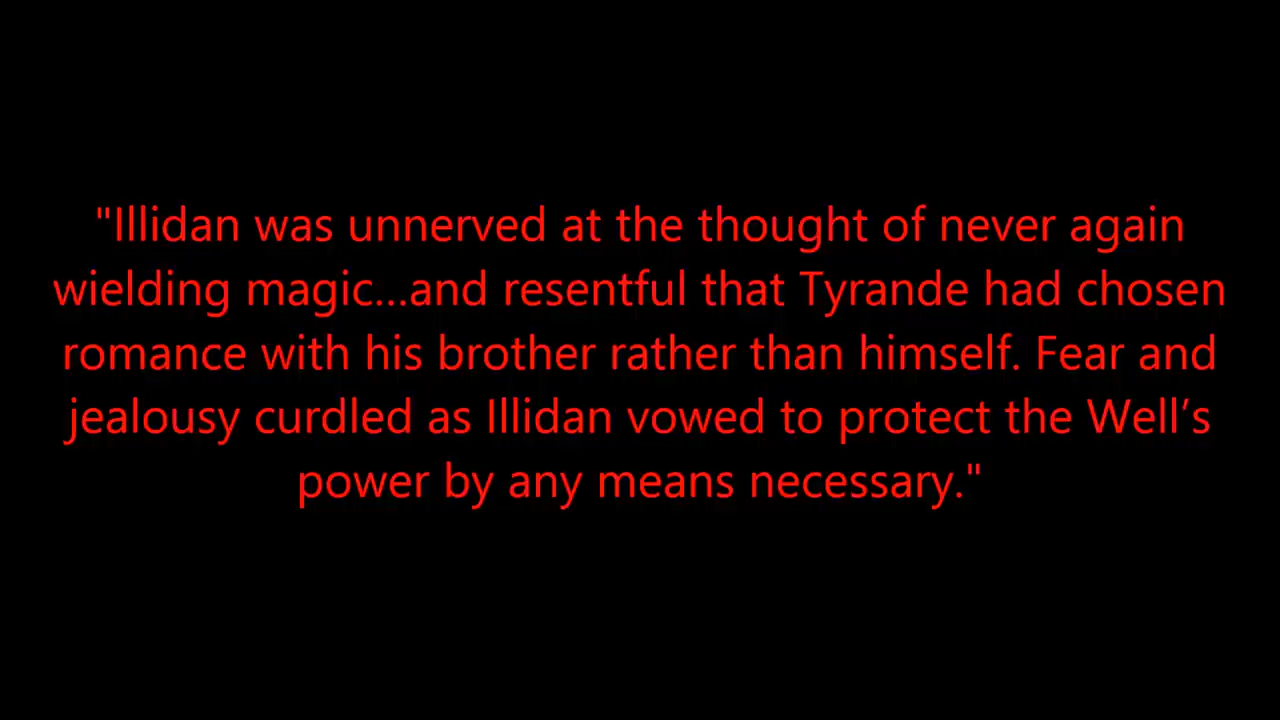 "Illidan was unnerved at the thought of never again
wielding magic...and resentful that Tyrande had chosen
romance with his brother rather than himself. Fear and
jealousy curdled as Illidan vowed to protect the Well’s
power by any means necessary."